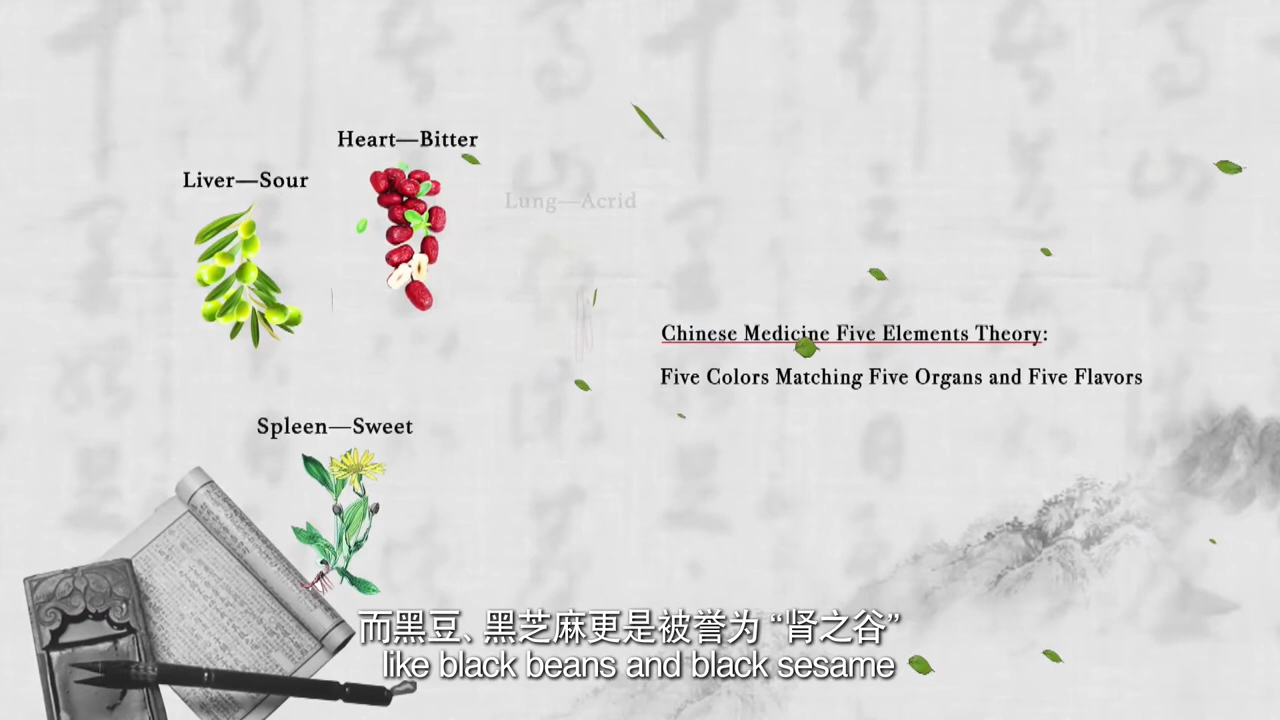 Heart—Bitter
Liver—Sour
Lung—Acrid
Chinese Medicine Five Elements Theory:
Five Colors Matching Five Organs and Five Flavors
Spleen—Sweet
而黑豆、黑芝麻更是被誉为“肾之谷”
like black beans and black sesame